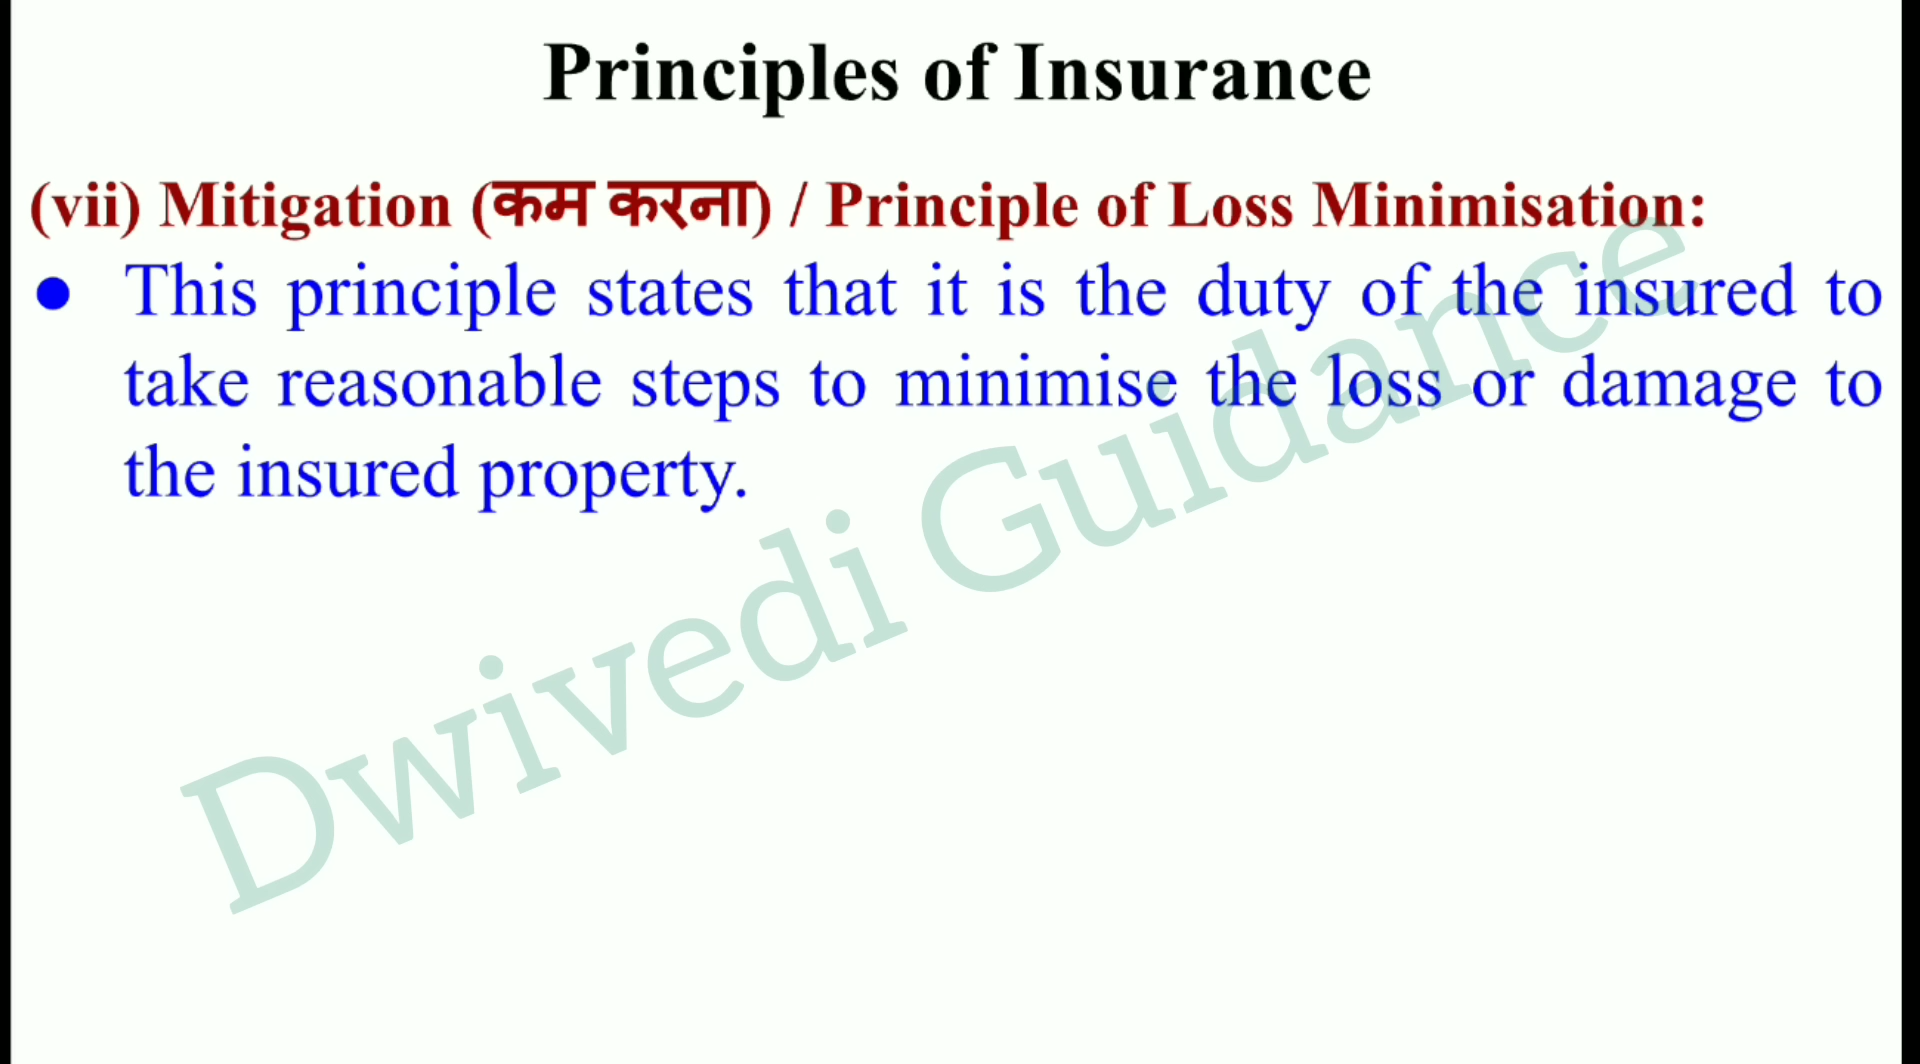 Principles of Insurance
(vii) Mitigation (कम करना) / Principle of Loss Minimisation:
● This principle states that it is the duty of the insured to
take reasonable steps to minimise the loss or damage to
the insured property.
Dwivedi Guidance